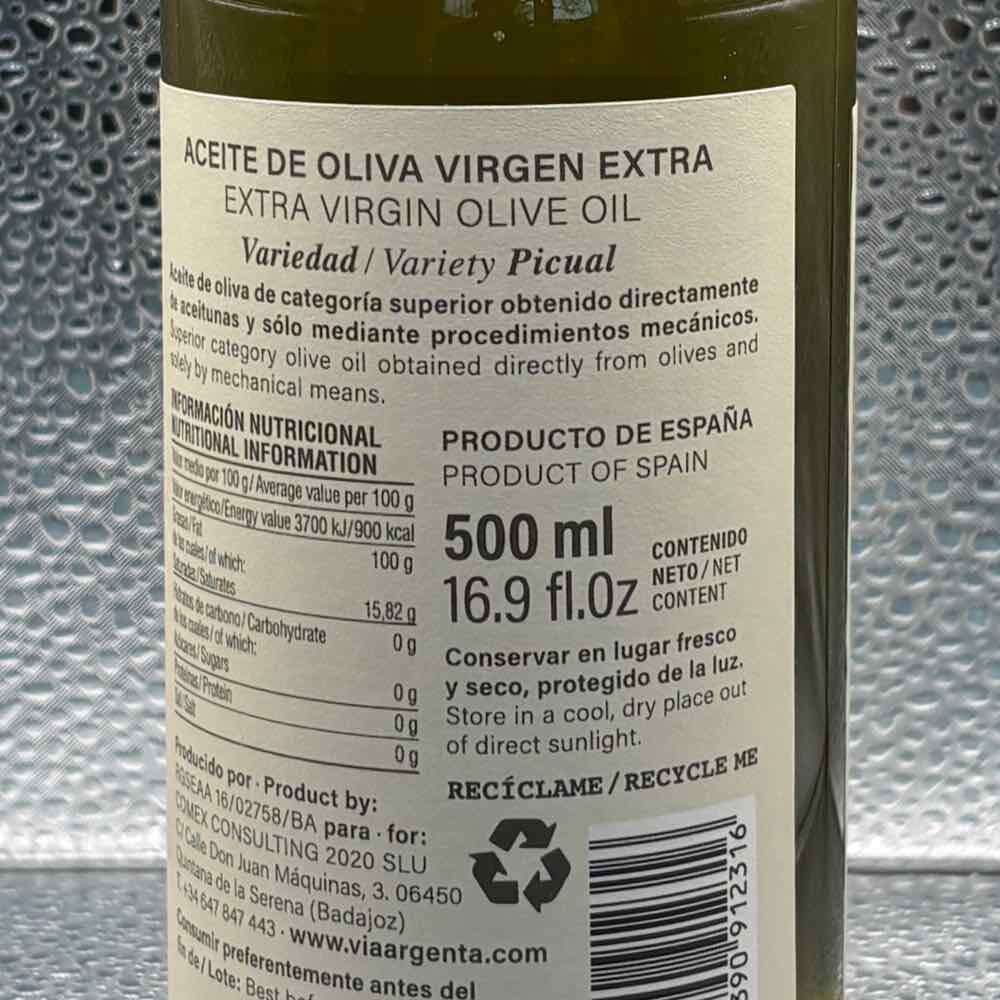 ACEITE DE OLIVA VIRGEN EXTRA
EXTRA VIRGIN OLIVE OIL
Variedad / Variety Picual
Aceite de oliva de categoría superior obtenido directamente
de aceitunas y sólo mediante procedimientos mecánicos.
Superior category olive oil obtained directly from olives and
solely by mechanical means.
INFORMACIÓN NUTRICIONAL
NUTRITIONAL INFORMATION
Valor medio por 100 g/Average value per 100 g
Valor energético/Energy value 3700 kJ/900 kcal
Grasas/Fat 100 g
de las cuales/of which:
Saturadas/Saturates 15,82 g
Hidratos de carbono/Carbohydrate 0 g
de los cuales/of which:
Azúcares/Sugars 0 g
Proteínas/Protein 0 g
Sal/Salt 0 g
PRODUCTO DE ESPAÑA
PRODUCT OF SPAIN
500 ml
16.9 fl.Oz
CONTENIDO
NETO/NET
CONTENT
Conservar en lugar fresco
y seco, protegido de la luz.
Store in a cool, dry place out
of direct sunlight.
RECÍCLAME / RECYCLE ME
Producido por · Product by:
RGSEAA 16/02758/BA para · for:
COMEX CONSULTING 2020 SLU
C/ Calle Don Juan Máquinas, 3. 06450
Quintana de la Serena (Badajoz)
T. +34 647 847 443 · www.viaargenta.com
Consumir preferentemente antes del
fin de / Lote: Best
390 912316